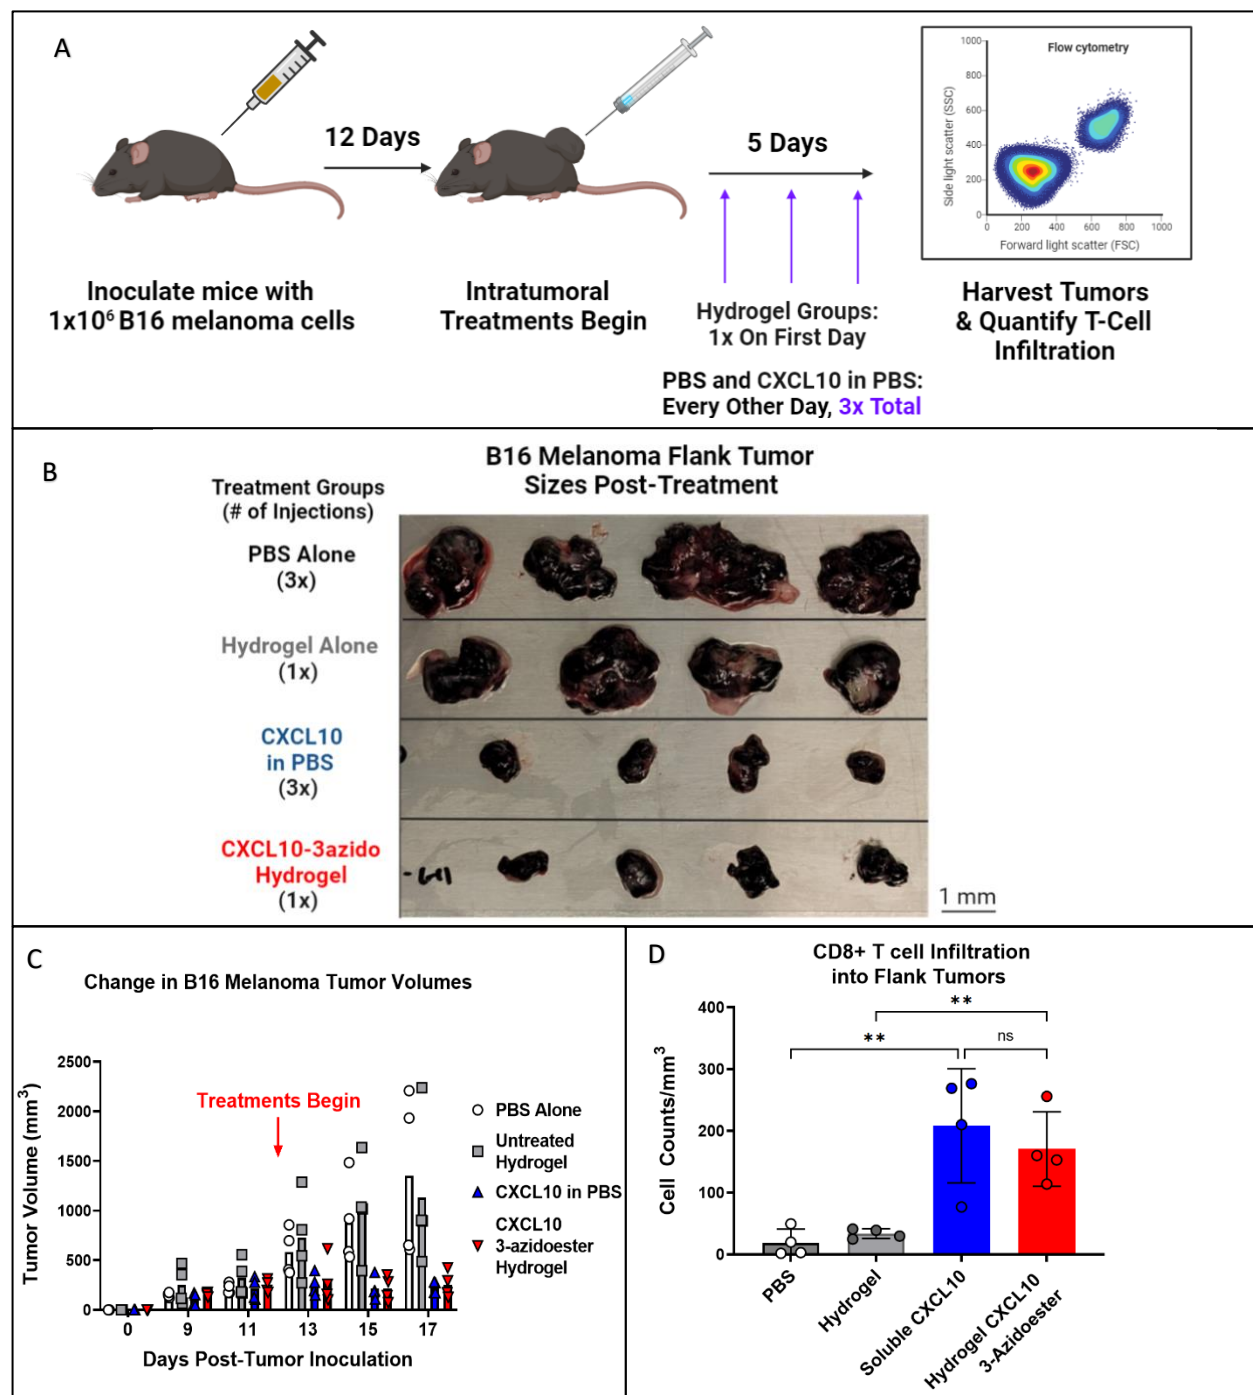 A
12 Days
5 Days
Inoculate mice with
1x10⁶ B16 melanoma cells
Intratumoral
Treatments Begin
Hydrogel Groups:
1x On First Day
PBS and CXCL10 in PBS:
Every Other Day, 3x Total
Flow cytometry
Side light scatter (SSC)
1000
800
600
400
200
0
0 200 400 600 800 1000
Forward light scatter (FSC)
Harvest Tumors
& Quantify T-Cell
Infiltration
B
B16 Melanoma Flank Tumor
Sizes Post-Treatment
Treatment Groups
(# of Injections)
PBS Alone
(3x)
Hydrogel Alone
(1x)
CXCL10
in PBS
(3x)
CXCL10-3azido
Hydrogel
(1x)
1 mm
C
Change in B16 Melanoma Tumor Volumes
Tumor Volume (mm³)
2500
2000
1500
1000
500
0
Treatments Begin
PBS Alone
Untreated
Hydrogel
CXCL10 in PBS
CXCL10
3-azidoester
Hydrogel
0 9 11 13 15 17
Days Post-Tumor Inoculation
D
CD8+ T cell Infiltration
into Flank Tumors
Cell Counts/mm³
400
300
200
100
0
**
**
ns
PBS
Hydrogel
Soluble CXCL10
Hydrogel CXCL10
3-Azidoester